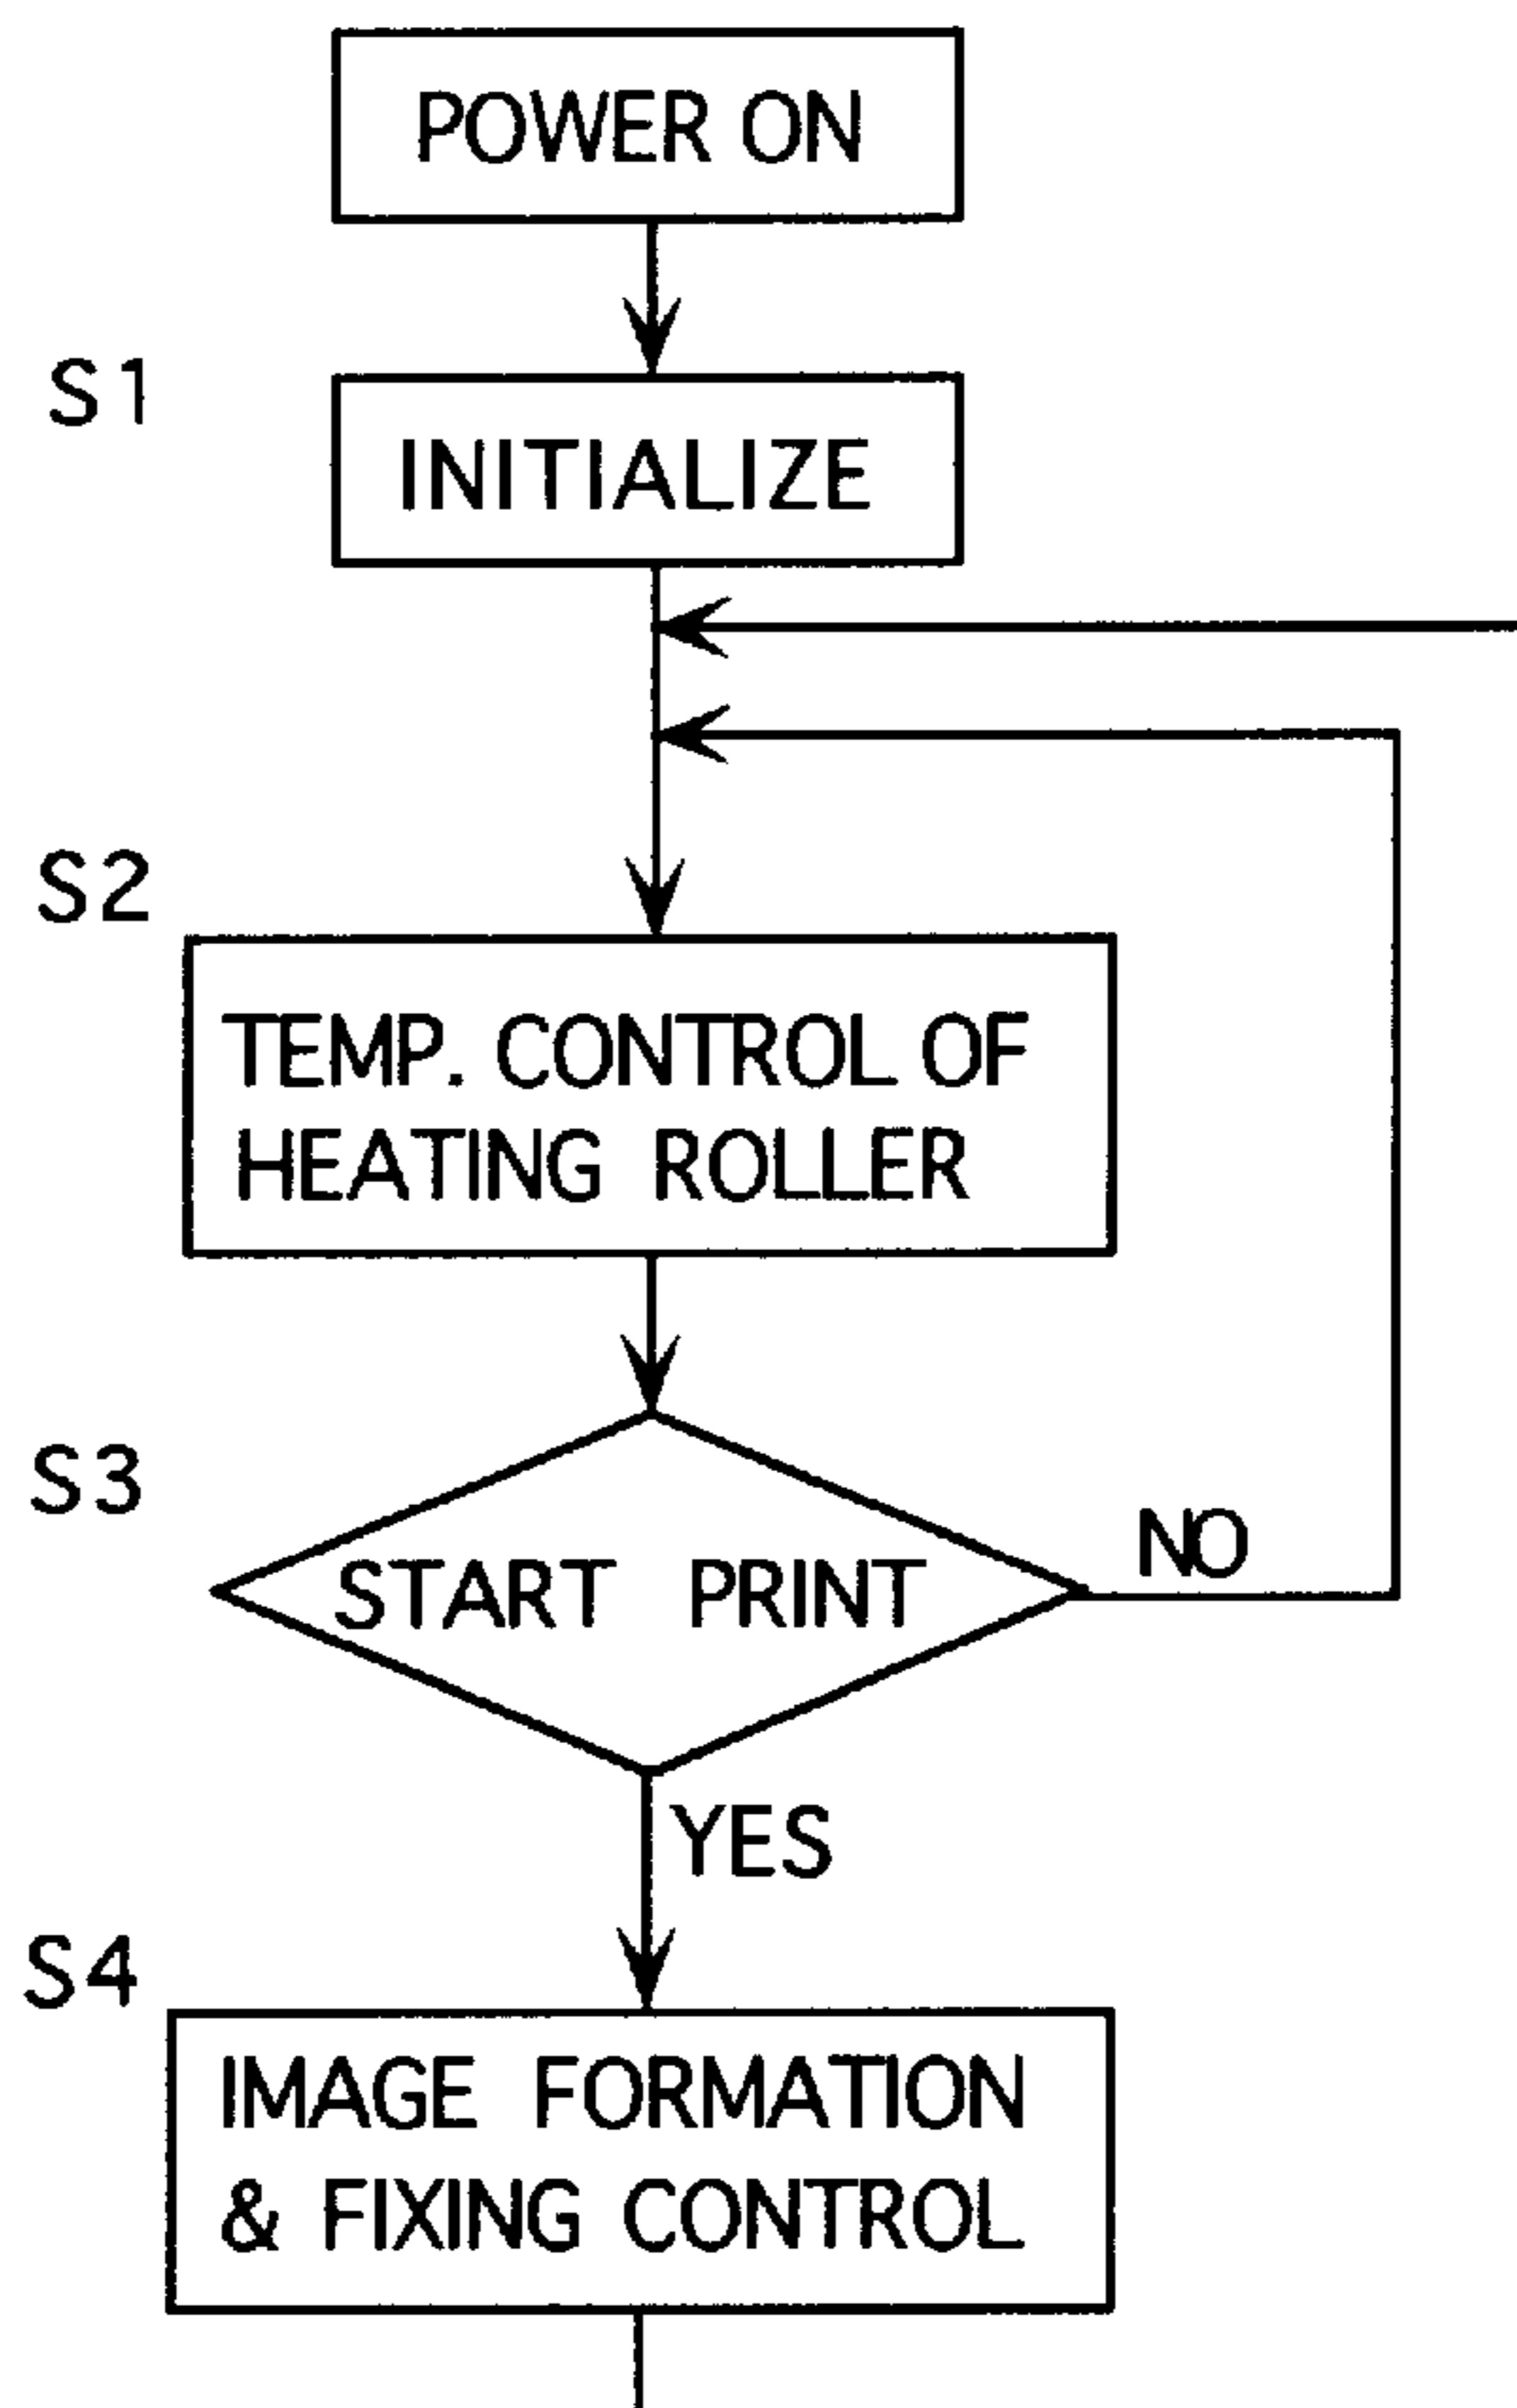 POWER ON
S1
INITIALIZE
S2
TEMP. CONTROL OF
HEATING ROLLER
S3
START PRINT
NO
YES
S4
IMAGE FORMATION
& FIXING CONTROL